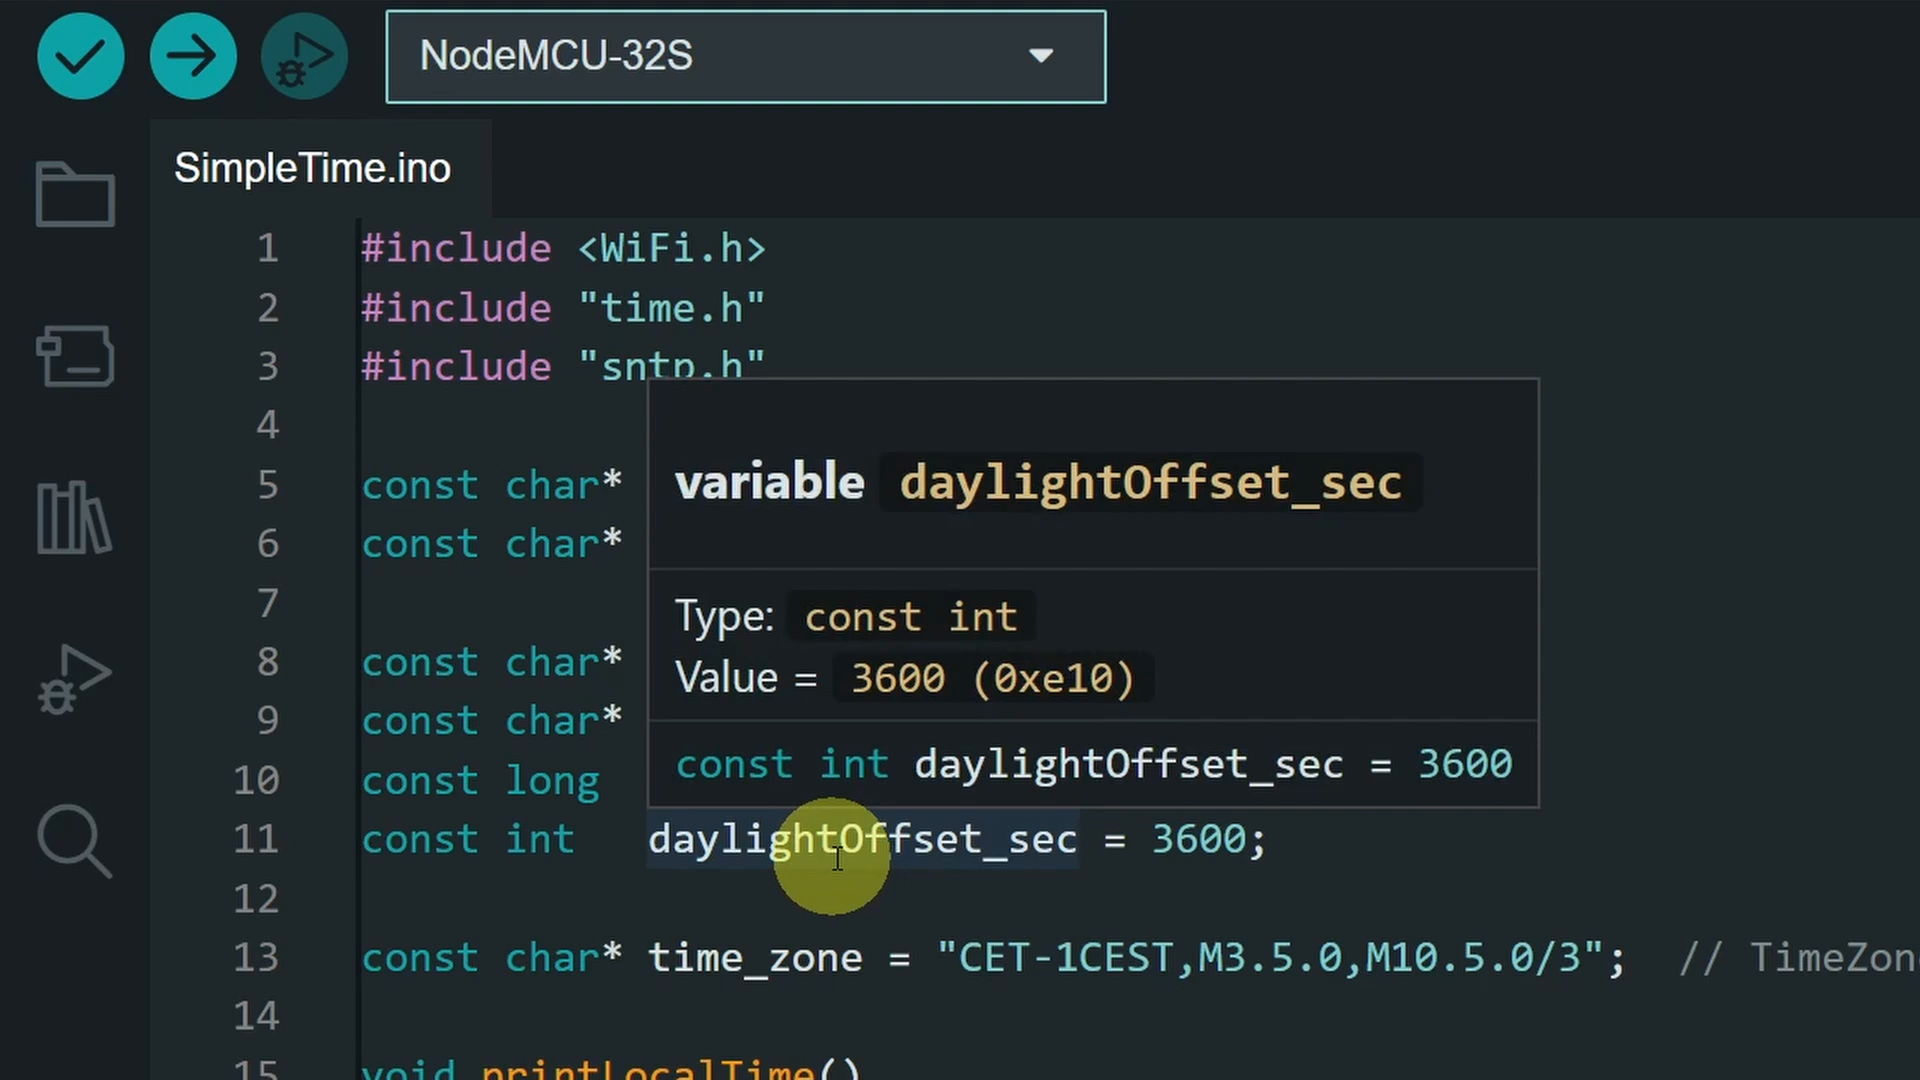 NodeMCU-32S
SimpleTime.ino
1 #include <WiFi.h>
2 #include "time.h"
3 #include "sntp.h"
4
5 const char*
6 const char*
7
8 const char*
9 const char*
10 const long
variable daylightOffset_sec
Type: const int
Value = 3600 (0xe10)
const int daylightOffset_sec = 3600
11 const int daylightOffset_sec = 3600;
12
13 const char* time_zone = "CET-1CEST,M3.5.0,M10.5.0/3"; // TimeZon
14
15 void printLocalTime()